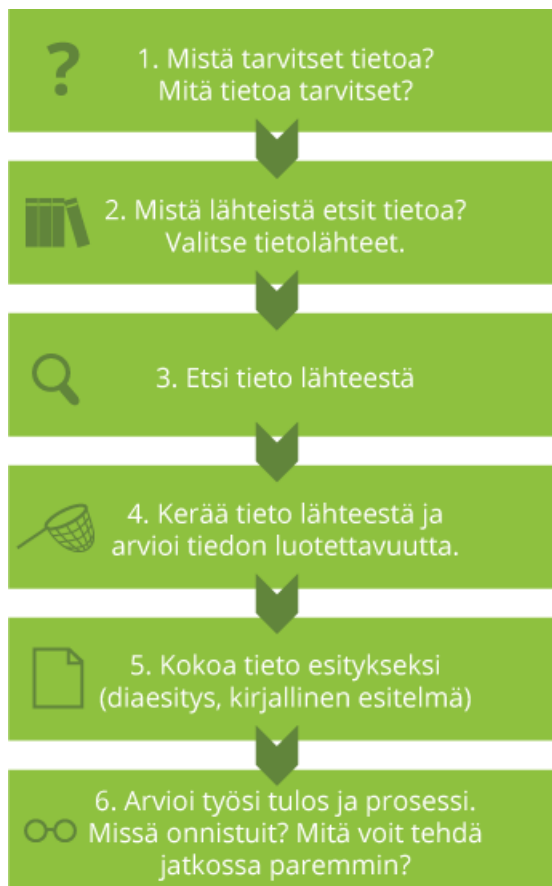 1. Mistä tarvitset tietoa?
Mitä tietoa tarvitset?
2. Mistä lähteistä etsit tietoa?
Valitse tietolähteet.
3. Etsi tieto lähteestä
4. Kerää tieto lähteestä ja
arvioi tiedon luotettavuutta.
5. Kokoa tieto esitykseksi
(diaesitys, kirjallinen esitelmä)
6. Arvioi työsi tulos ja prosessi.
Missä onnistuit? Mitä voit tehdä
jatkossa paremmin?